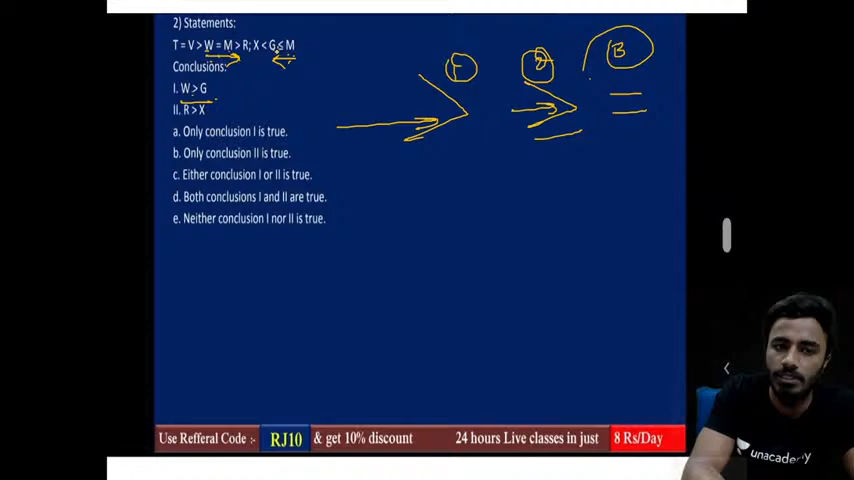 2) Statements:
T = V > W = M > R; X < G ≤ M
Conclusions:
I. W > G
II. R > X
a. Only conclusion I is true.
b. Only conclusion II is true.
c. Either conclusion I or II is true.
d. Both conclusions I and II are true.
e. Neither conclusion I nor II is true.
F
B
=
Use Refferal Code :- RJ10 & get 10% discount 24 hours Live classes in just 8 Rs/Day
unacademy